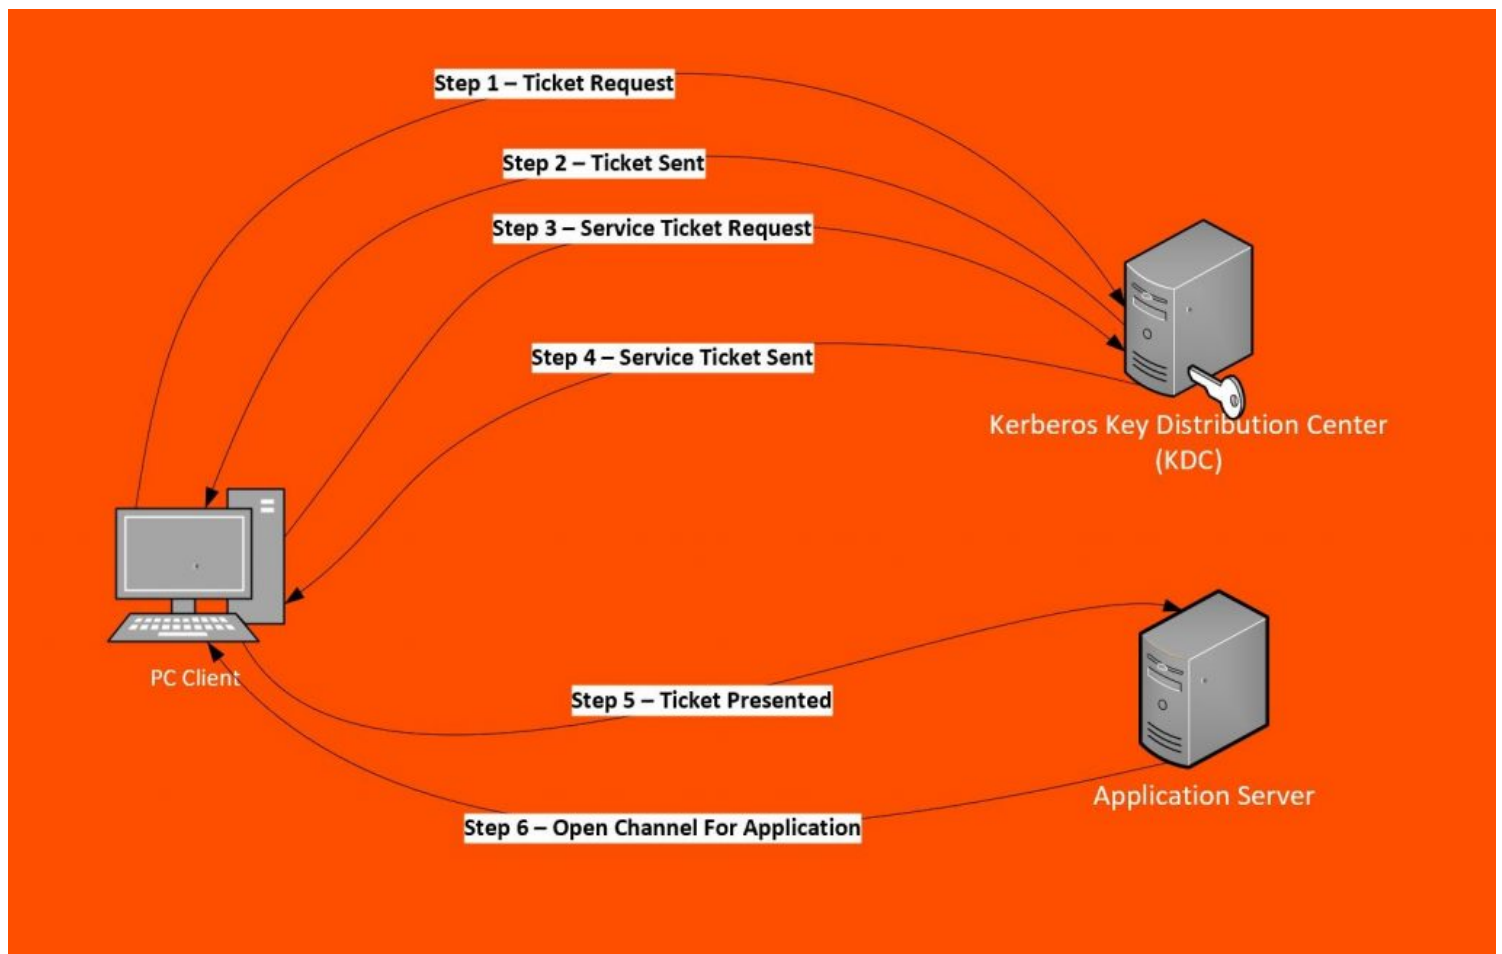 Step 1 – Ticket Request
Step 2 – Ticket Sent
Step 3 – Service Ticket Request
Step 4 – Service Ticket Sent
Kerberos Key Distribution Center
(KDC)
PC Client
Step 5 – Ticket Presented
Application Server
Step 6 – Open Channel For Application